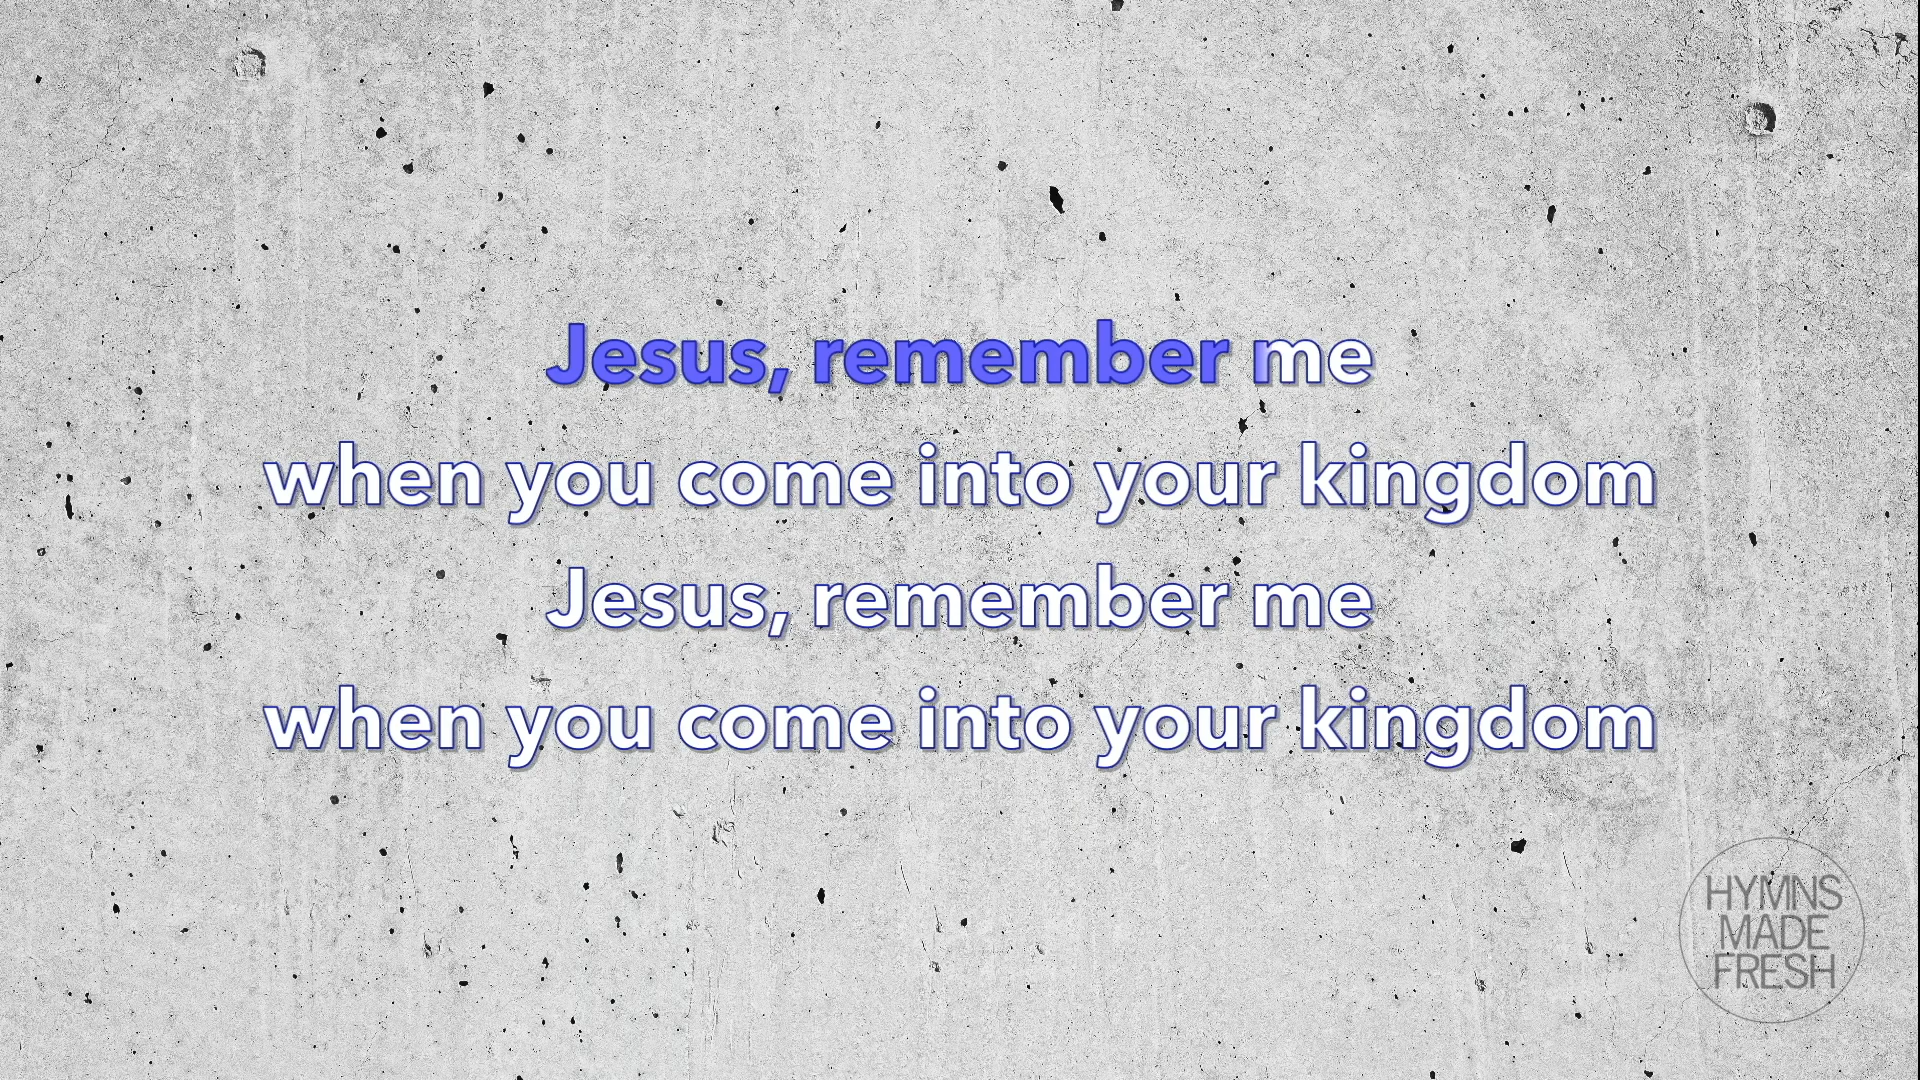 Jesus, remember me
when you come into your kingdom
Jesus, remember me
when you come into your kingdom
HYMNS
MADE
FRESH